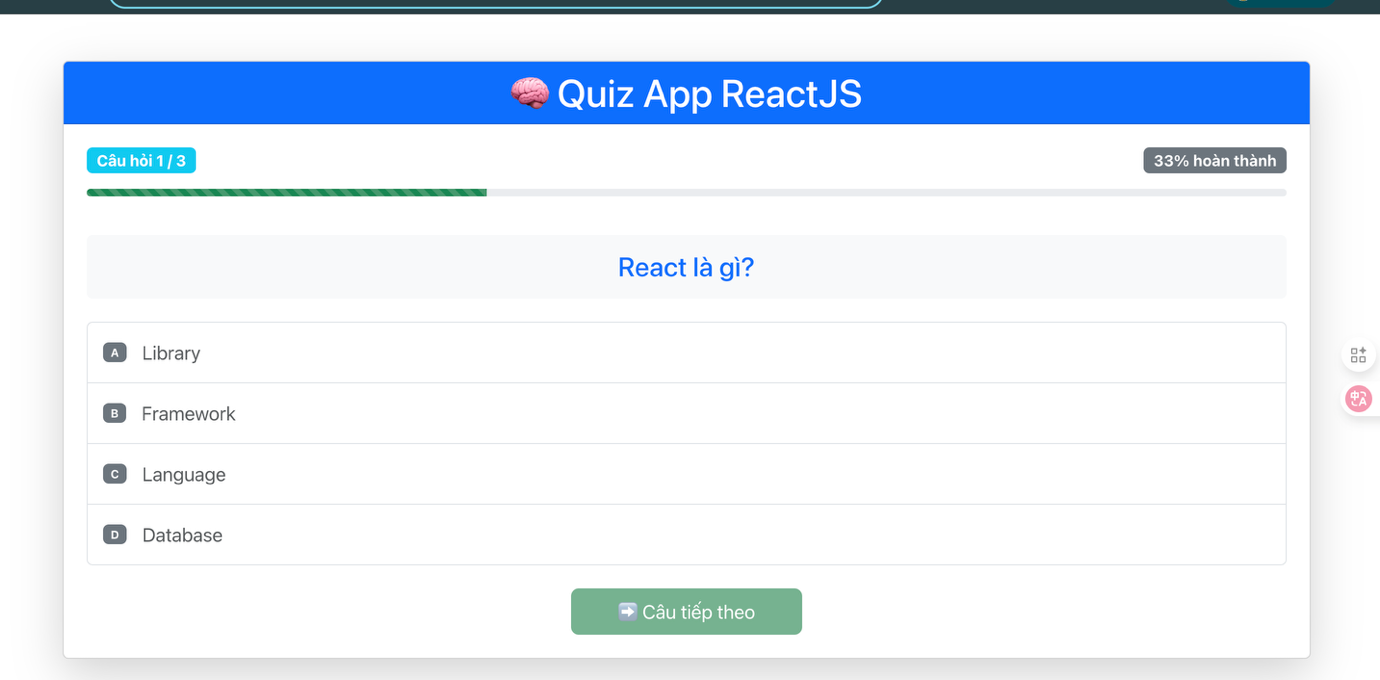 🧠 Quiz App ReactJS
Câu hỏi 1 / 3
33% hoàn thành
React là gì?
A Library
B Framework
C Language
D Database
➡️ Câu tiếp theo